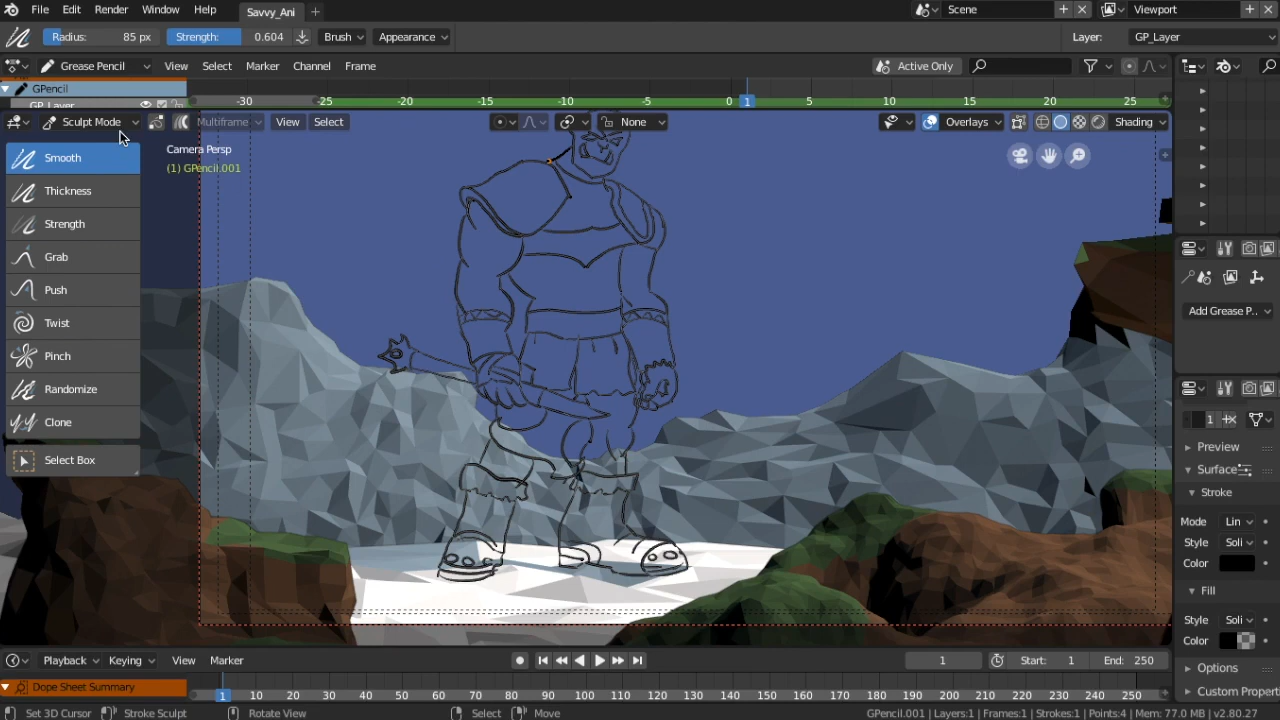 File Edit Render Window Help Savvy_Ani Scene Viewport
Radius: 85 px Strength: 0.604 Brush Appearance Layer: GP_Layer
Grease Pencil View Select Marker Channel Frame Active Only
GPencil
GP_Layer -30 -25 -20 -15 -10 -5 0 1 5 10 15 20 25
Sculpt Mode Multiframe View Select None Overlays Shading
Camera Persp
(1) GPencil.001
Smooth
Thickness
Strength
Grab
Push
Twist
Pinch
Randomize
Clone
Select Box
Add Grease P..
1
Preview
Surface
Stroke
Mode Lin
Style Soli
Color
Fill
Style Soli
Color
Options
Custom Propert
Playback Keying View Marker 1 Start: 1 End: 250
Dope Sheet Summary 1 10 20 30 40 50 60 70 80 90 100 110 120 130 140 150 160 170 180 190 200 210 220 230 240 250
Set 3D Cursor Stroke Sculpt Rotate View Select Move GPencil.001 | Layers:1 | Frames:1 | Strokes:1 | Points:4 | Mem: 77.0 MB | v2.80.27